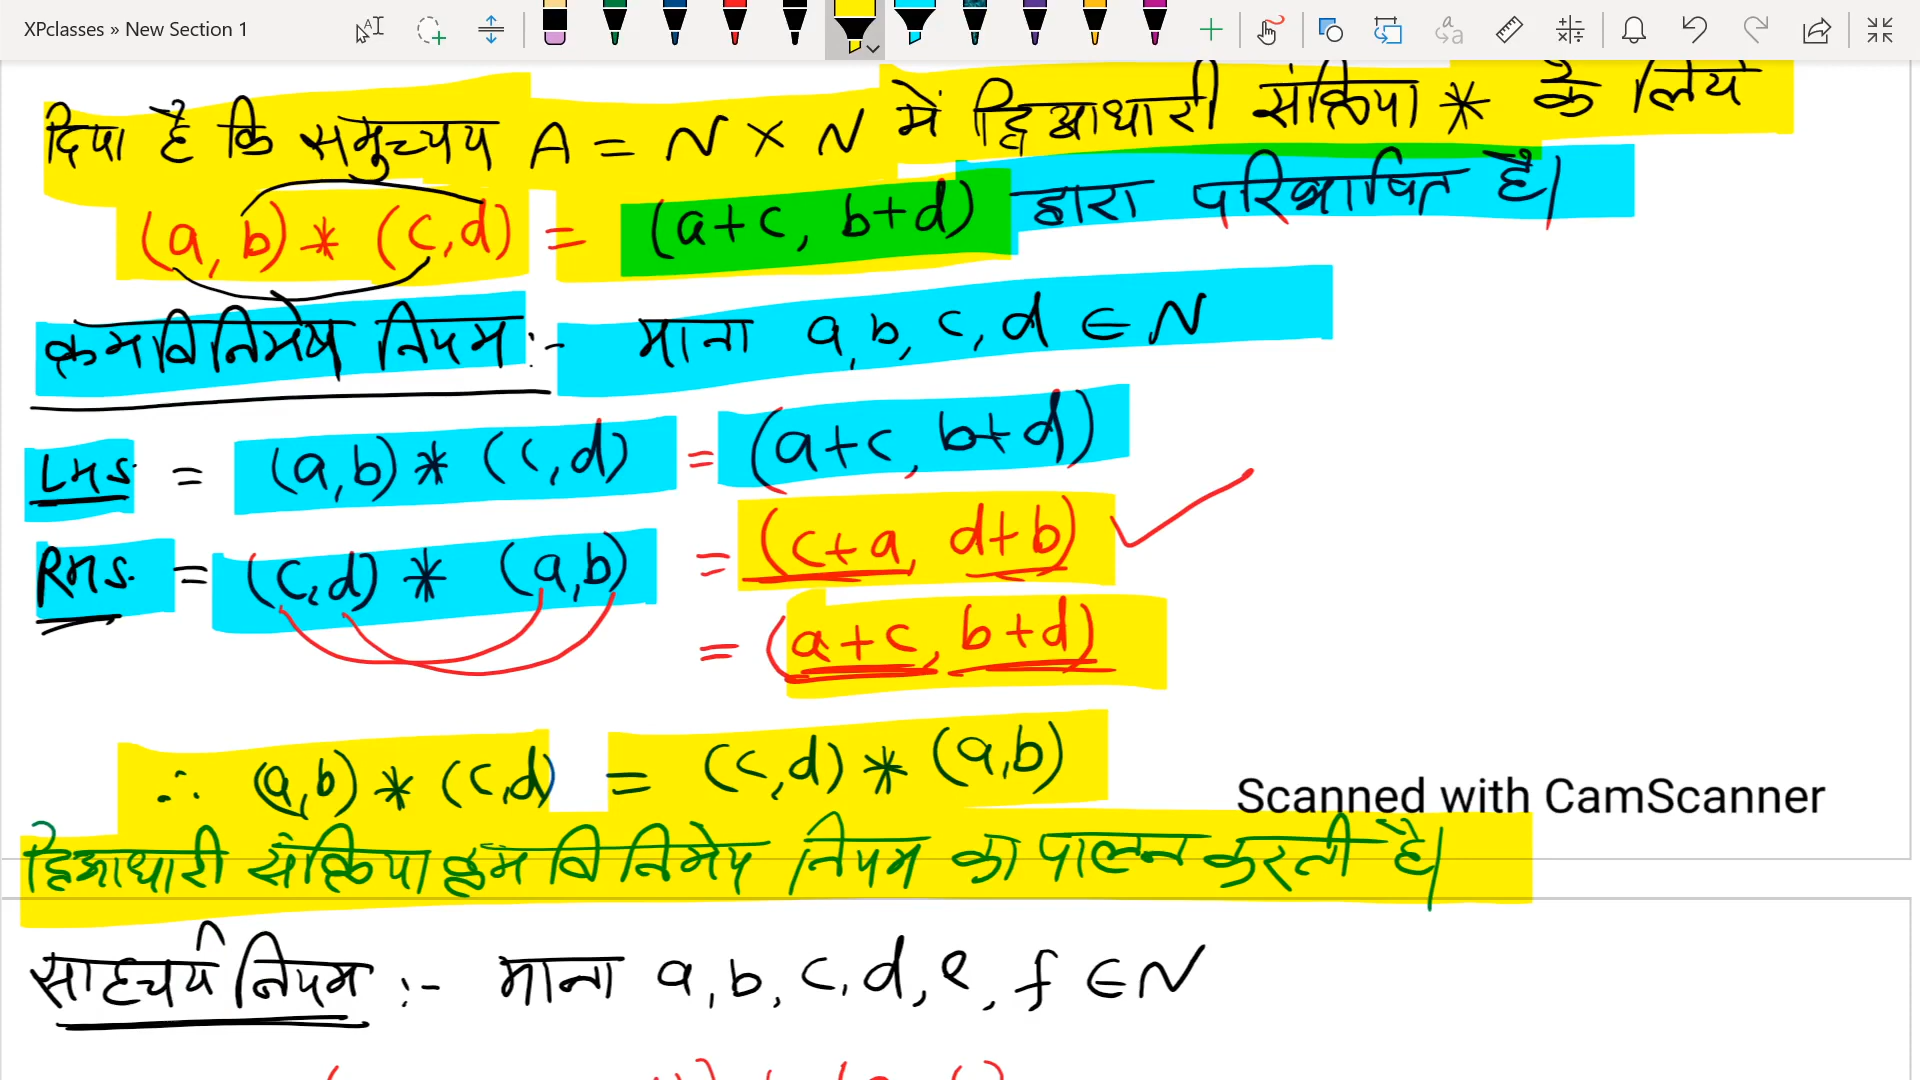 XPclasses » New Section 1
दिया है कि समुच्चय A = N × N में द्विआधारी संक्रिया * के लिये
(a, b) * (c, d) = (a+c, b+d) द्वारा परिभाषित है।
क्रमविनिमेय नियम :- माना a, b, c, d ∈ N
LHS = (a,b) * (c,d) = (a+c, b+d)
RHS. = (c,d) * (a,b) = (c+a, d+b)
= (a+c, b+d)
∴ (a,b) * (c,d) = (c,d) * (a,b)
Scanned with CamScanner
द्विआधारी संक्रिया क्रम विनिमेय नियम का पालन करती है।
साहचर्य नियम :- माना a, b, c, d, e, f ∈ N